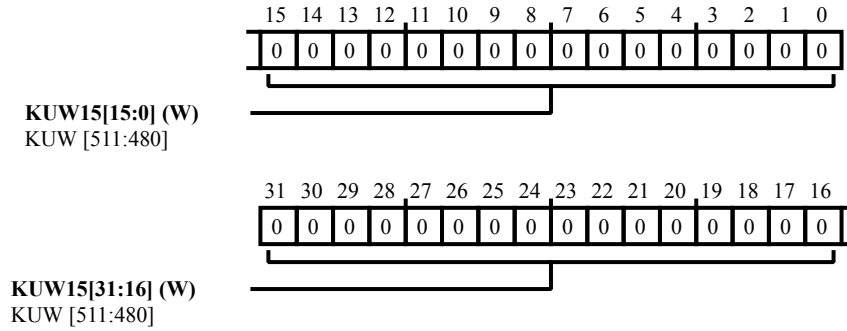 15 14 13 12 11 10 9 8 7 6 5 4 3 2 1 0
0 0 0 0 0 0 0 0 0 0 0 0 0 0 0 0
KUW15[15:0] (W)
KUW [511:480]
31 30 29 28 27 26 25 24 23 22 21 20 19 18 17 16
0 0 0 0 0 0 0 0 0 0 0 0 0 0 0 0
KUW15[31:16] (W)
KUW [511:480]